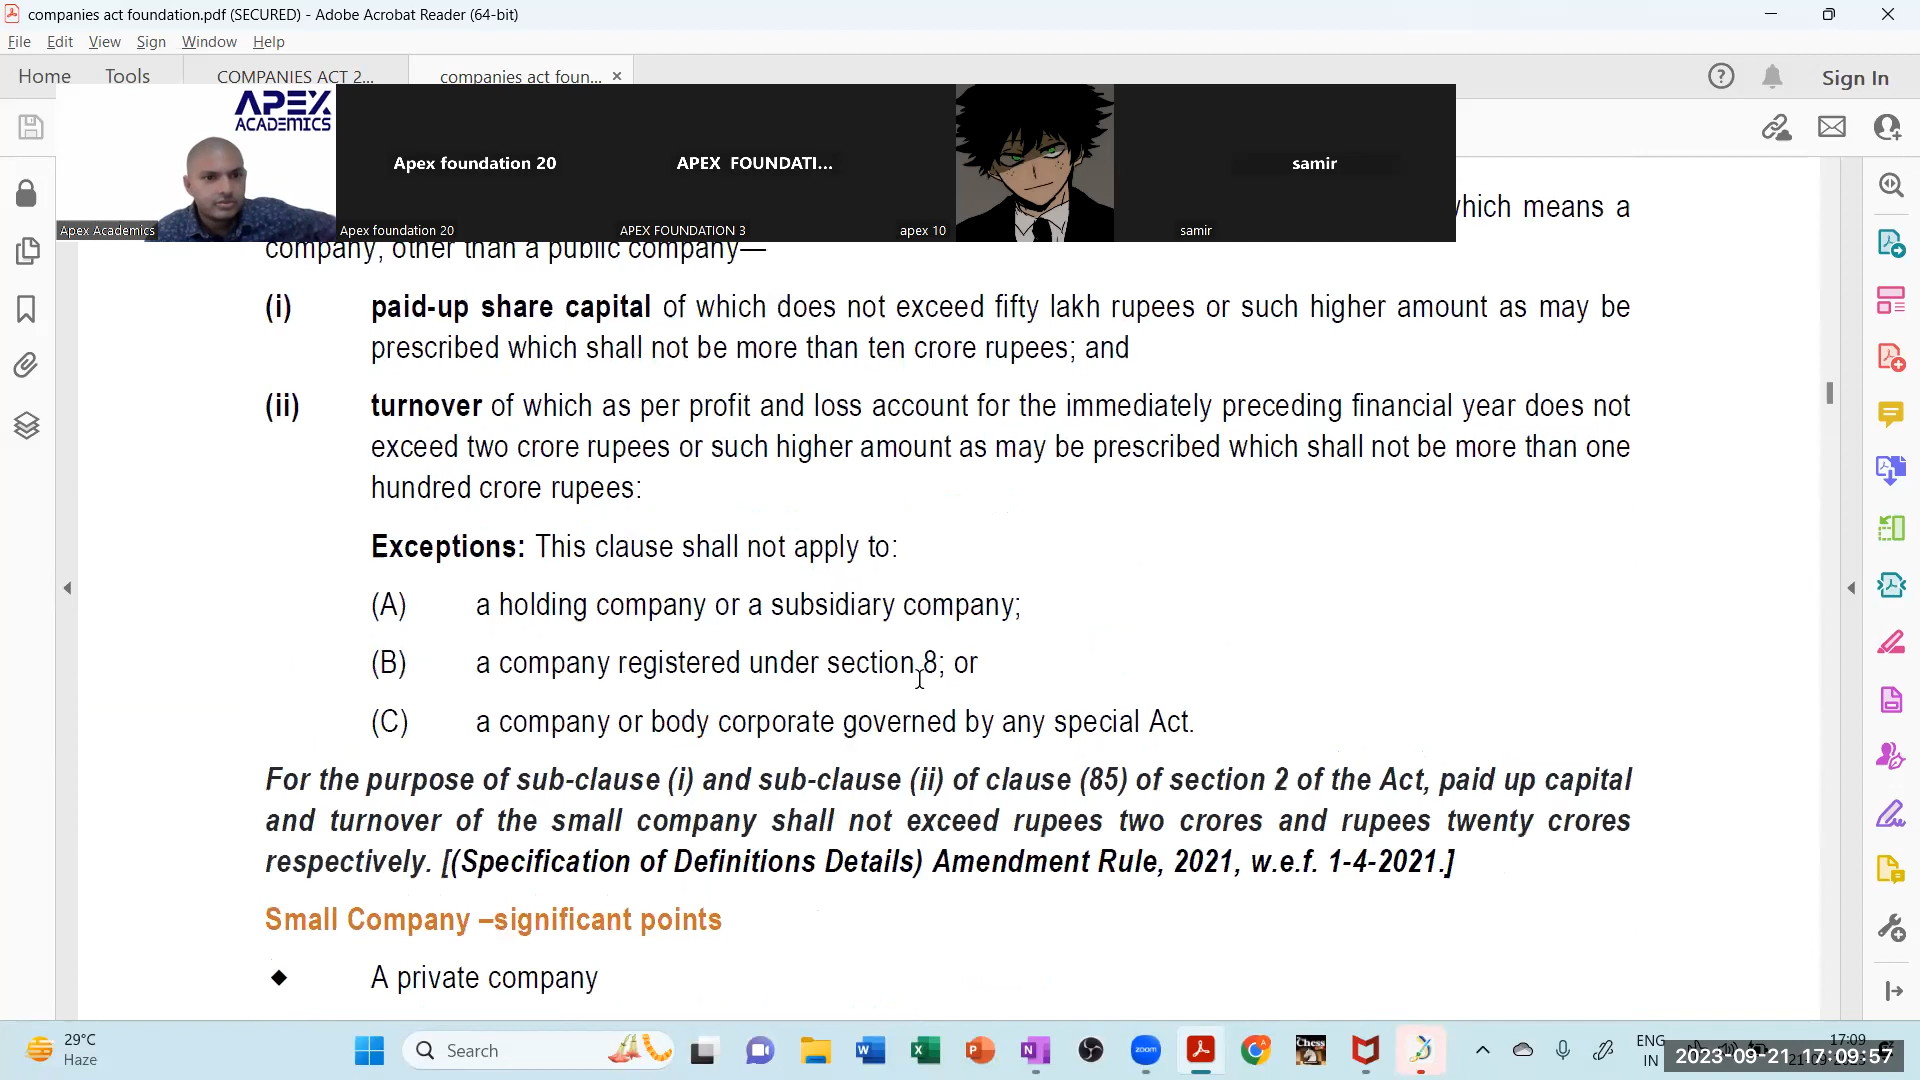 companies act foundation.pdf (SECURED) - Adobe Acrobat Reader (64-bit)
File Edit View Sign Window Help
Home Tools COMPANIES ACT 2... companies act foun... × Sign In
APEX
ACADEMICS
Apex foundation 20 APEX FOUNDATI... samir
Apex Academics Apex foundation 20 APEX FOUNDATION 3 apex 10 samir
which means a
company, other than a public company—
(i) paid-up share capital of which does not exceed fifty lakh rupees or such higher amount as may be
prescribed which shall not be more than ten crore rupees; and
(ii) turnover of which as per profit and loss account for the immediately preceding financial year does not
exceed two crore rupees or such higher amount as may be prescribed which shall not be more than one
hundred crore rupees:
Exceptions: This clause shall not apply to:
(A) a holding company or a subsidiary company;
(B) a company registered under section 8; or
(C) a company or body corporate governed by any special Act.
For the purpose of sub-clause (i) and sub-clause (ii) of clause (85) of section 2 of the Act, paid up capital
and turnover of the small company shall not exceed rupees two crores and rupees twenty crores
respectively. [(Specification of Definitions Details) Amendment Rule, 2021, w.e.f. 1-4-2021.]
Small Company –significant points
◆ A private company
29°C
Haze
Search
zoom
Chess
ENG
IN
17:09
2023-09-21 17:09:57